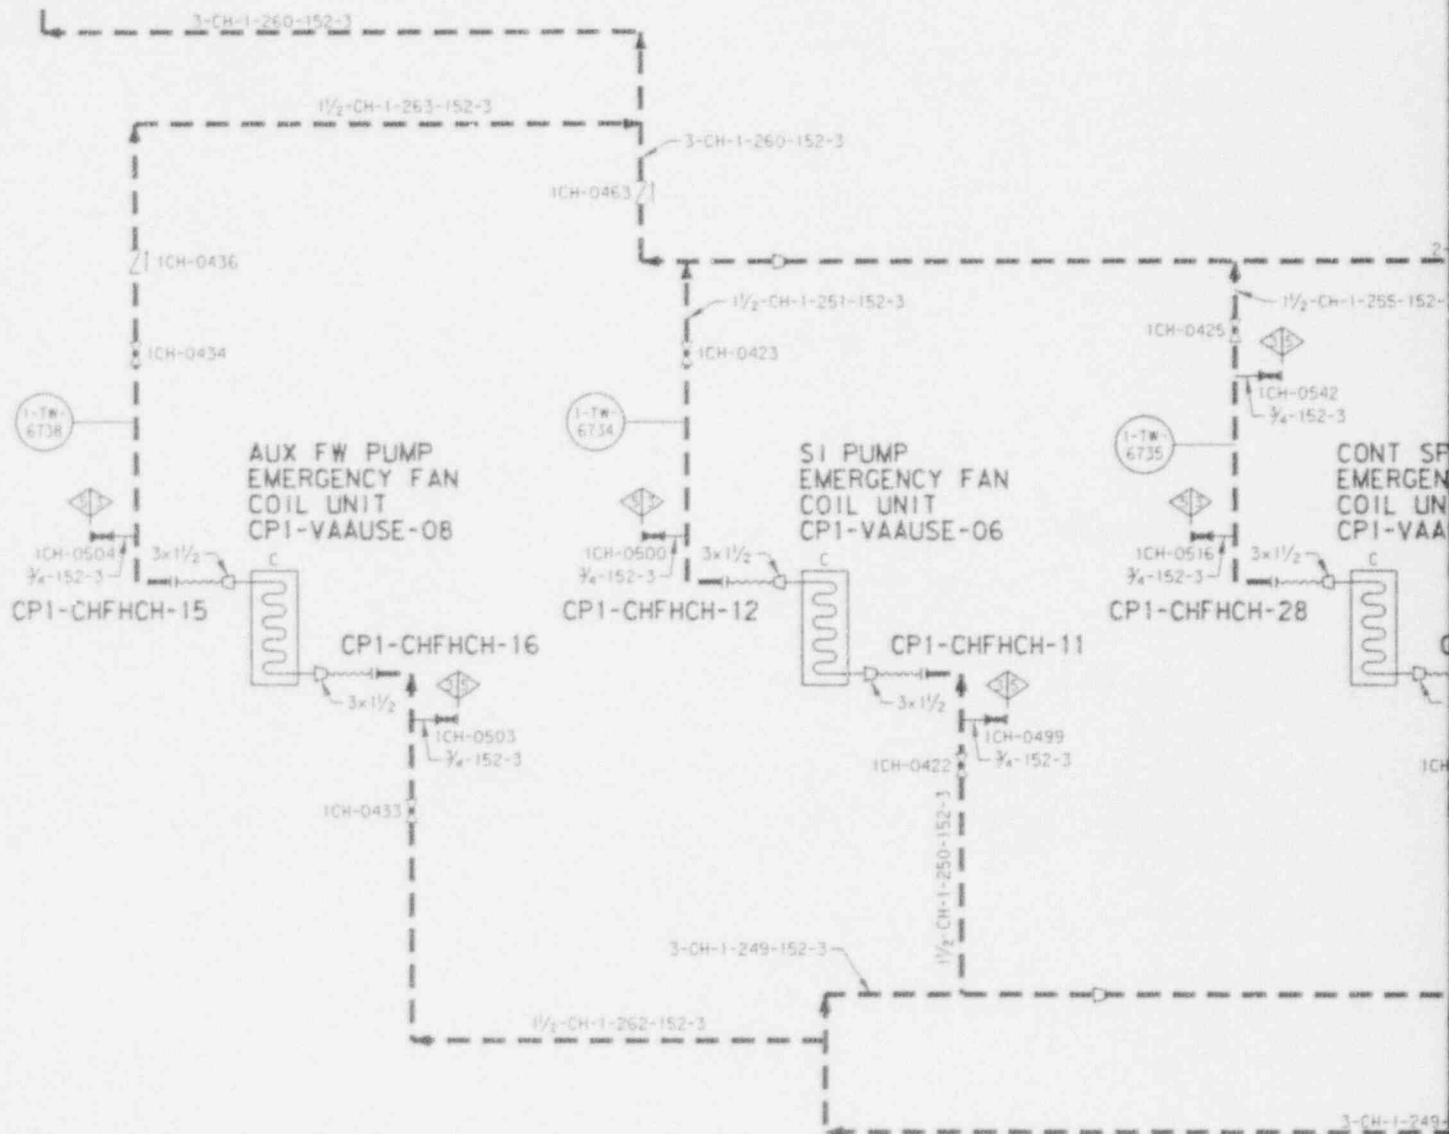 3-CH-1-260-152-3
1½-CH-1-263-152-3
3-CH-1-260-152-3
1CH-0463
1CH-0436
2
1½-CH-1-251-152-3
1½-CH-1-255-152-
1CH-0434
1CH-0423
1CH-0425
1CH-0542
¾-152-3
1-TW-
6738
1-TW-
6734
1-TW-
6735
AUX FW PUMP
EMERGENCY FAN
COIL UNIT
CP1-VAAUSE-08
SI PUMP
EMERGENCY FAN
COIL UNIT
CP1-VAAUSE-06
CONT SP
EMERGEN
COIL UN
CP1-VAA
1CH-0504
¾-152-3
3x1½
C
CP1-CHFHCH-15
1CH-0500
¾-152-3
3x1½
C
CP1-CHFHCH-12
1CH-0516
¾-152-3
3x1½
C
CP1-CHFHCH-28
CP1-CHFHCH-16
3x1½
1CH-0503
¾-152-3
1CH-0433
CP1-CHFHCH-11
3x1½
1CH-0499
¾-152-3
1CH-0422
1CH
1½-CH-1-250-152-3
3-CH-1-249-152-3
1½-CH-1-262-152-3
3-CH-1-249-